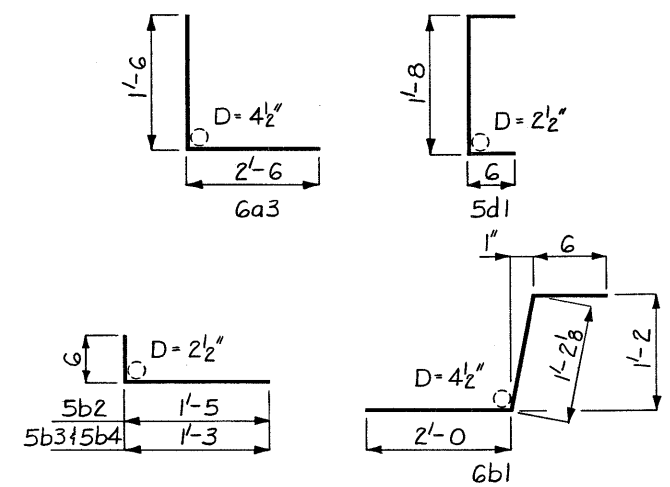 1'-6
D = 4½"
2'-6
6a3
1'-8
D = 2½"
6
5d1
6
D = 2½"
5b2 1'-5
5b3 & 5b4 1'-3
1" 6
1'-2⅛
1'-2
D = 4½"
2'-0
6b1